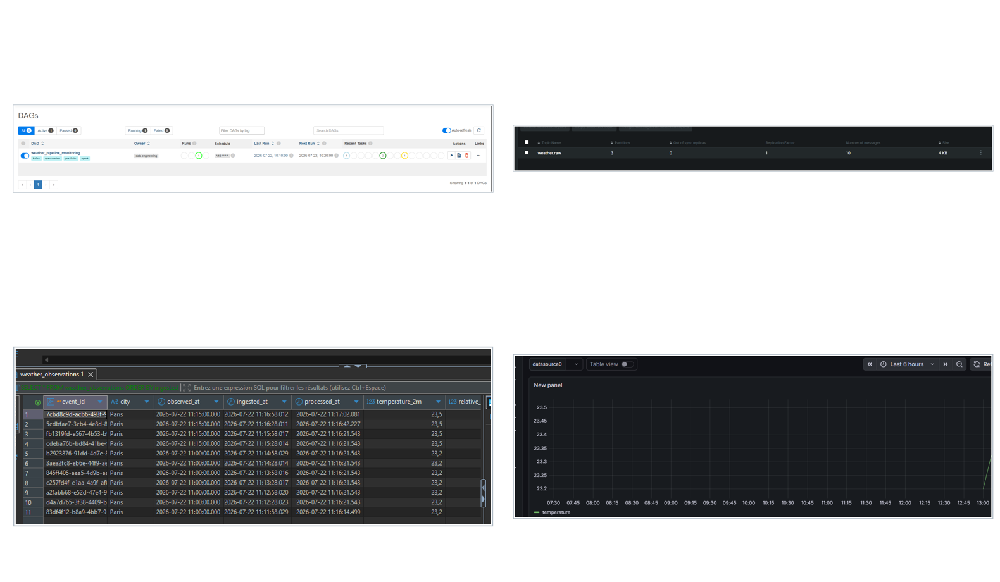 DAGs
All 1 Active 1 Paused 0 Running 1 Failed 0 Filter DAGs by tag Search DAGs Auto-refresh
DAG Owner Runs Schedule Last Run Next Run Recent Tasks Actions Links
weather_pipeline_monitoring
kafka open-meteo portfolio spark
data-engineering 1 */10 * * * * 2026-07-22, 10:10:00 2026-07-22, 10:20:00 1 2 1
« ‹ 1 › »
Showing 1-1 of 1 DAGs
Topic Name Partitions Out of sync replicas Replication Factor Number of messages Size
weather.raw 3 0 1 10 4 KB
weather_observations 1
SELECT * FROM weather_observations ORDER BY ingested Entrez une expression SQL pour filtrer les résultats (utilisez Ctrl+Espace)
event_id AZ city observed_at ingested_at processed_at 123 temperature_2m 123 relative_
1 7cbd8c9d-acb6-493f-9 Paris 2026-07-22 11:15:00.000 2026-07-22 11:16:58.012 2026-07-22 11:17:02.081 23,5
2 5cdbfae7-3cb4-4e8d-8 Paris 2026-07-22 11:15:00.000 2026-07-22 11:16:28.011 2026-07-22 11:16:42.227 23,5
3 fb1319fd-e567-4b53-b Paris 2026-07-22 11:15:00.000 2026-07-22 11:15:58.017 2026-07-22 11:16:21.543 23,5
4 cdeba76b-bd84-41be- Paris 2026-07-22 11:15:00.000 2026-07-22 11:15:28.014 2026-07-22 11:16:21.543 23,5
5 b2923876-91dd-4d7e-8 Paris 2026-07-22 11:00:00.000 2026-07-22 11:14:58.029 2026-07-22 11:16:21.543 23,2
6 3aea2fc8-eb6e-44f9-ae Paris 2026-07-22 11:00:00.000 2026-07-22 11:14:28.014 2026-07-22 11:16:21.543 23,2
7 845ff405-aea5-4d9b-aa Paris 2026-07-22 11:00:00.000 2026-07-22 11:13:58.016 2026-07-22 11:16:21.543 23,2
8 c257fd4f-e1aa-4a9f-af Paris 2026-07-22 11:00:00.000 2026-07-22 11:13:28.017 2026-07-22 11:16:21.543 23,2
9 a2fabb68-e52d-47e4-9 Paris 2026-07-22 11:00:00.000 2026-07-22 11:12:58.020 2026-07-22 11:16:21.543 23,2
10 d4a7d765-3f38-4409-b Paris 2026-07-22 11:00:00.000 2026-07-22 11:12:28.023 2026-07-22 11:16:21.543 23,2
11 83df4f12-b8a9-4bb7-9 Paris 2026-07-22 11:00:00.000 2026-07-22 11:11:58.029 2026-07-22 11:16:14.499 23,2
datasource0 Table view Last 6 hours Ref
New panel
23.5
23.45
23.4
23.35
23.3
23.25
23.2
07:30 07:45 08:00 08:15 08:30 08:45 09:00 09:15 09:30 09:45 10:00 10:15 10:30 10:45 11:00 11:15 11:30 11:45 12:00 12:15 12:30 12:45 13:00
temperature